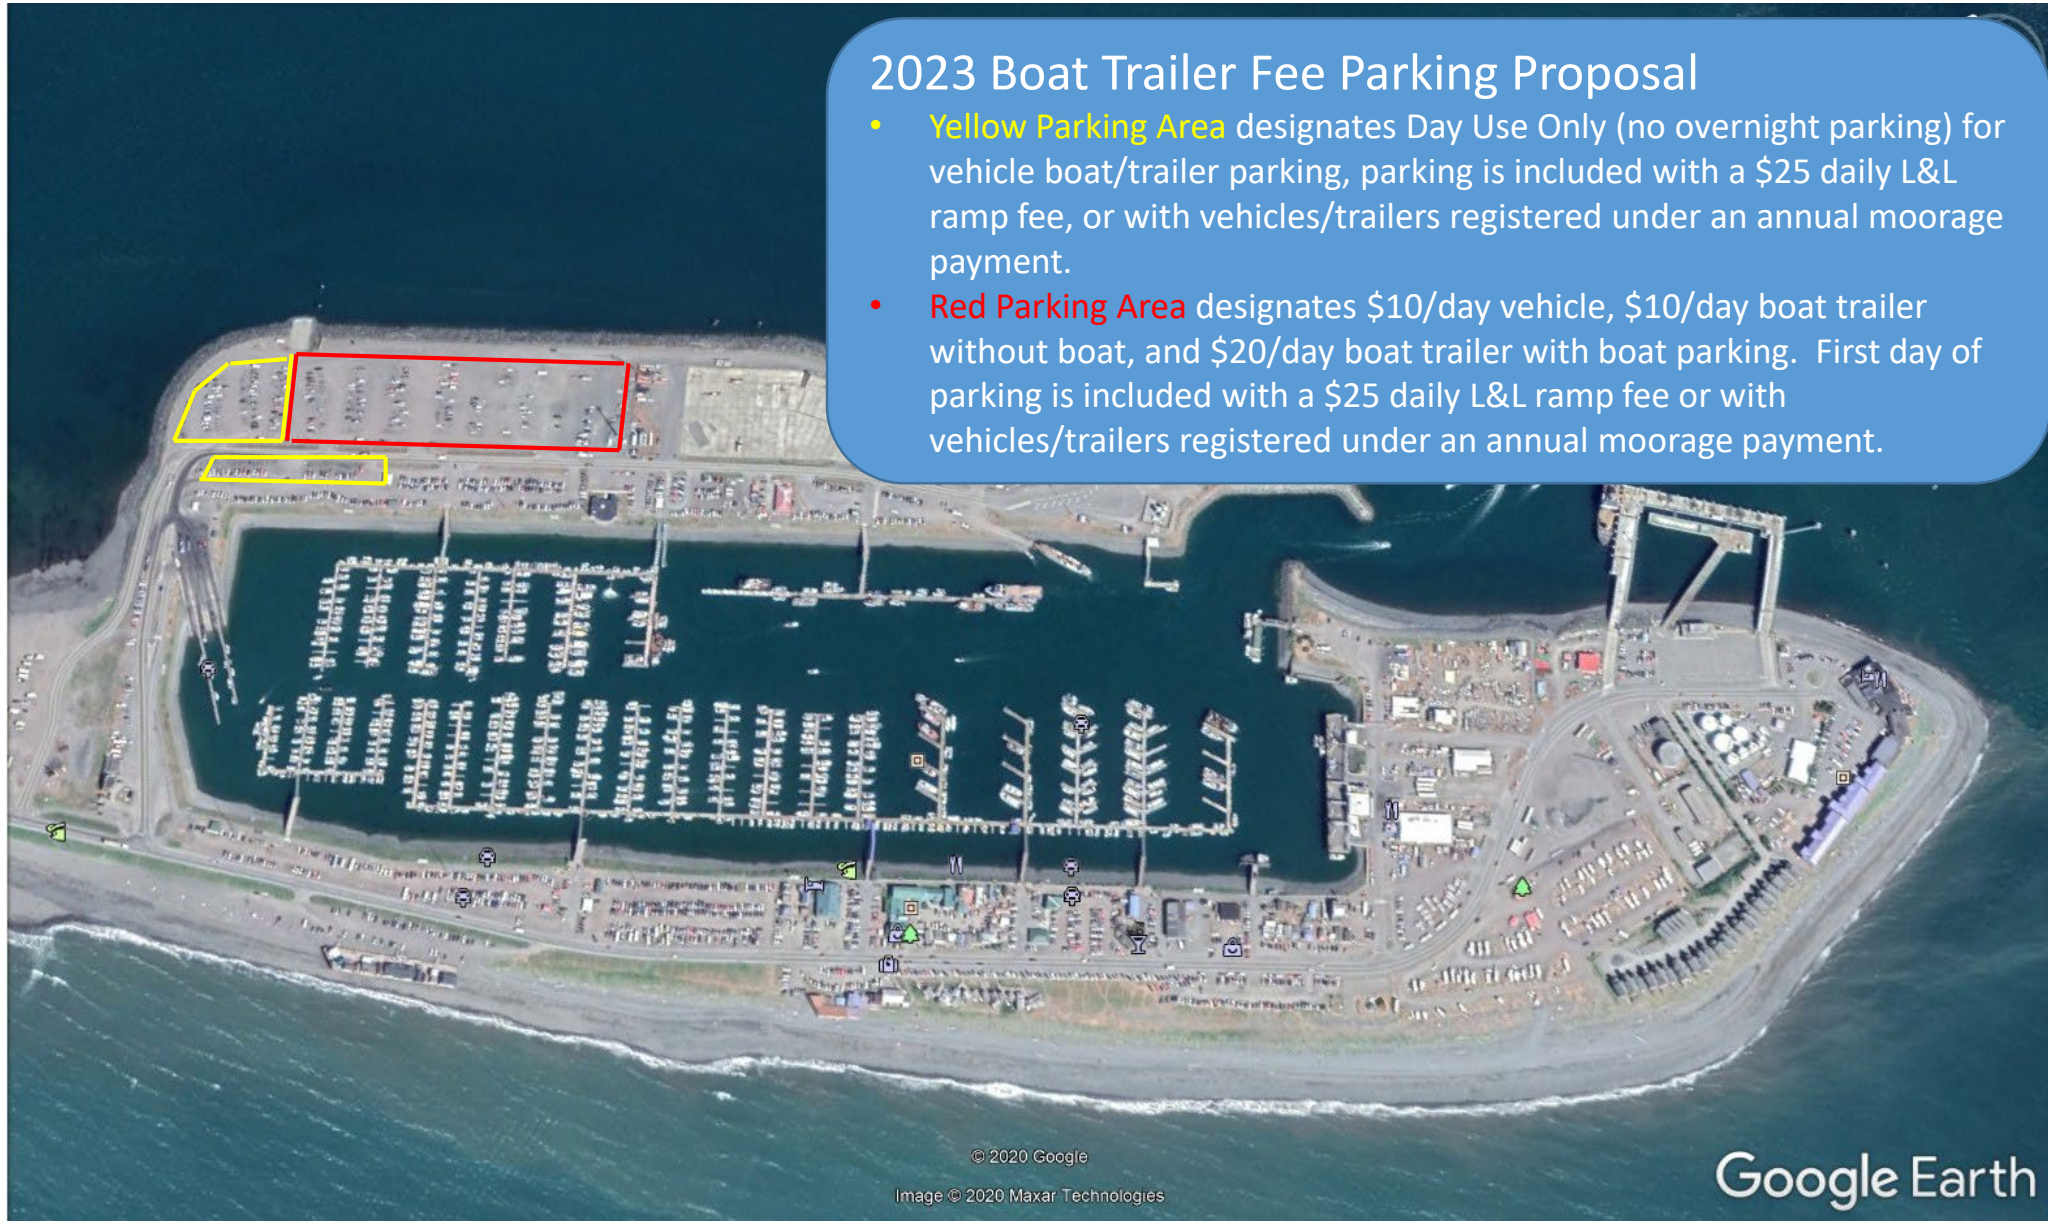 2023 Boat Trailer Fee Parking Proposal
• Yellow Parking Area designates Day Use Only (no overnight parking) for
vehicle boat/trailer parking, parking is included with a $25 daily L&L
ramp fee, or with vehicles/trailers registered under an annual moorage
payment.
• Red Parking Area designates $10/day vehicle, $10/day boat trailer
without boat, and $20/day boat trailer with boat parking.  First day of
parking is included with a $25 daily L&L ramp fee or with
vehicles/trailers registered under an annual moorage payment.
© 2020 Google
Image © 2020 Maxar Technologies
Google Earth